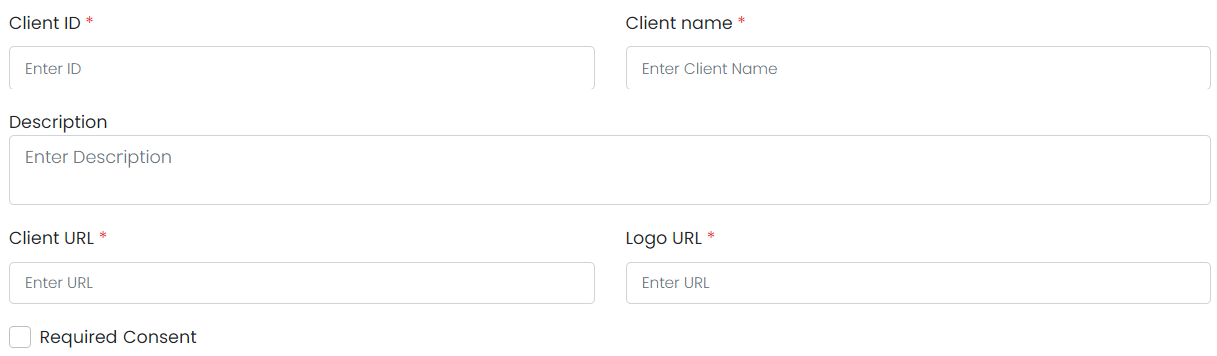 Client ID *
Client name *
Enter ID
Enter Client Name
Description
Enter Description
Client URL *
Logo URL *
Enter URL
Enter URL
Required Consent